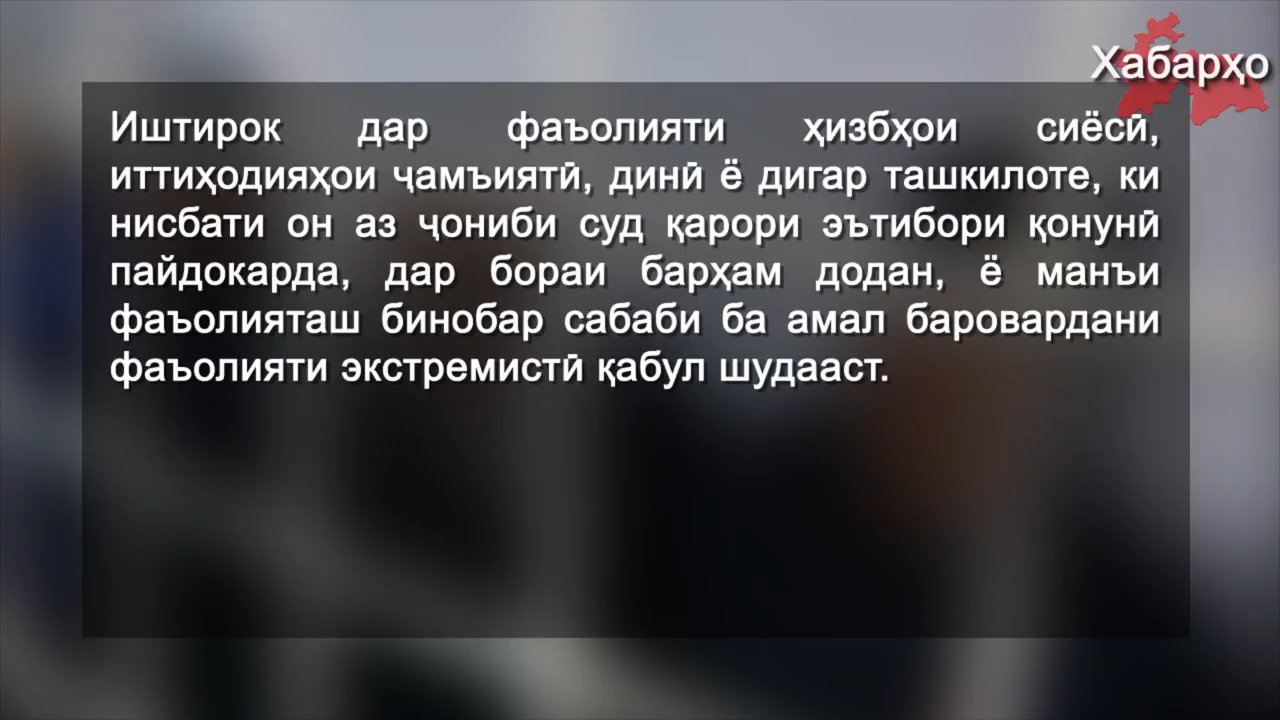 Хабарҳо
Иштирок дар фаъолияти ҳизбҳои сиёсӣ,
иттиҳодияҳои ҷамъиятӣ, динӣ ё дигар ташкилоте, ки
нисбати он аз ҷониби суд қарори эътибори қонунӣ
пайдокарда, дар бораи барҳам додан, ё манъи
фаъолияташ бинобар сабаби ба амал баровардани
фаъолияти экстремистӣ қабул шудааст.